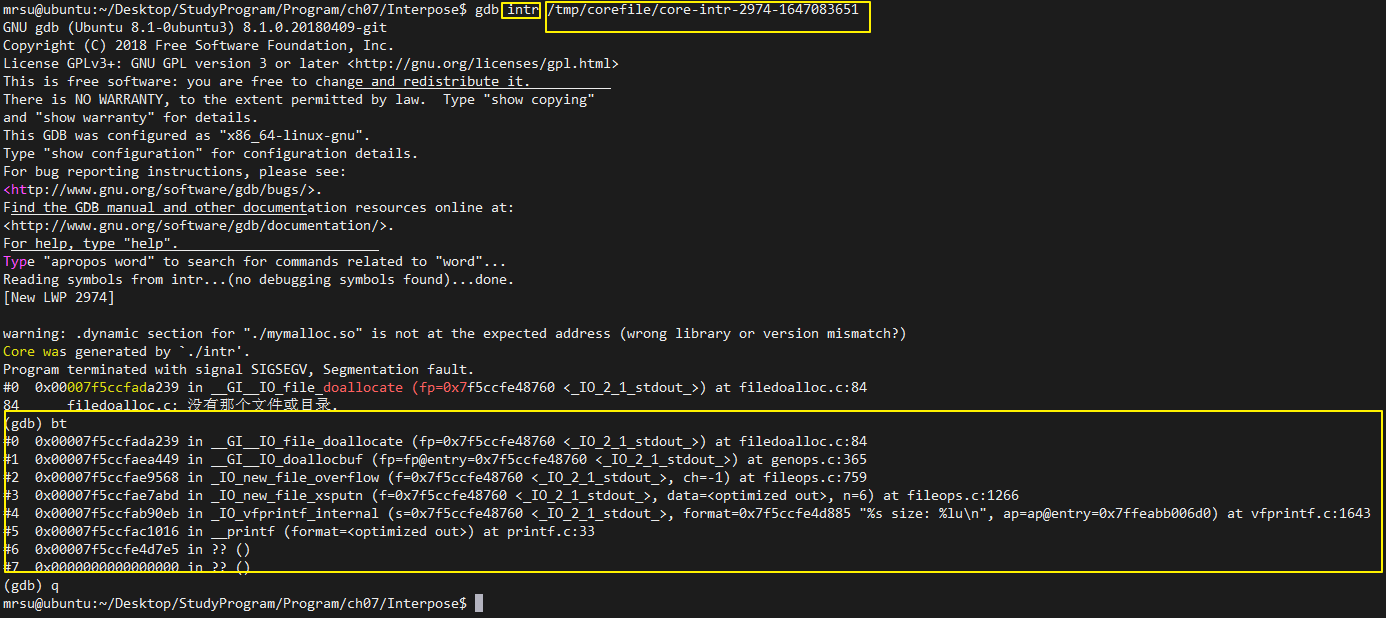 mrsu@ubuntu:~/Desktop/StudyProgram/Program/ch07/Interpose$ gdb intr /tmp/corefile/core-intr-2974-1647083651
GNU gdb (Ubuntu 8.1-0ubuntu3) 8.1.0.20180409-git
Copyright (C) 2018 Free Software Foundation, Inc.
License GPLv3+: GNU GPL version 3 or later <http://gnu.org/licenses/gpl.html>
This is free software: you are free to change and redistribute it.
There is NO WARRANTY, to the extent permitted by law.  Type "show copying"
and "show warranty" for details.
This GDB was configured as "x86_64-linux-gnu".
Type "show configuration" for configuration details.
For bug reporting instructions, please see:
<http://www.gnu.org/software/gdb/bugs/>.
Find the GDB manual and other documentation resources online at:
<http://www.gnu.org/software/gdb/documentation/>.
For help, type "help".
Type "apropos word" to search for commands related to "word"...
Reading symbols from intr...(no debugging symbols found)...done.
[New LWP 2974]

warning: .dynamic section for "./mymalloc.so" is not at the expected address (wrong library or version mismatch?)
Core was generated by `./intr'.
Program terminated with signal SIGSEGV, Segmentation fault.
#0  0x00007f5ccfada239 in __GI__IO_file_doallocate (fp=0x7f5ccfe48760 <_IO_2_1_stdout_>) at filedoalloc.c:84
84      filedoalloc.c: 没有那个文件或目录.
(gdb) bt
#0  0x00007f5ccfada239 in __GI__IO_file_doallocate (fp=0x7f5ccfe48760 <_IO_2_1_stdout_>) at filedoalloc.c:84
#1  0x00007f5ccfaea449 in __GI__IO_doallocbuf (fp=fp@entry=0x7f5ccfe48760 <_IO_2_1_stdout_>) at genops.c:365
#2  0x00007f5ccfae9568 in _IO_new_file_overflow (f=0x7f5ccfe48760 <_IO_2_1_stdout_>, ch=-1) at fileops.c:759
#3  0x00007f5ccfae7abd in _IO_new_file_xsputn (f=0x7f5ccfe48760 <_IO_2_1_stdout_>, data=<optimized out>, n=6) at fileops.c:1266
#4  0x00007f5ccfab90eb in _IO_vfprintf_internal (s=0x7f5ccfe48760 <_IO_2_1_stdout_>, format=0x7f5ccfe4d885 "%s size: %lu\n", ap=ap@entry=0x7ffeabb006d0) at vfprintf.c:1643
#5  0x00007f5ccfac1016 in __printf (format=<optimized out>) at printf.c:33
#6  0x00007f5ccfe4d7e5 in ?? ()
#7  0x0000000000000000 in ?? ()
(gdb) q
mrsu@ubuntu:~/Desktop/StudyProgram/Program/ch07/Interpose$